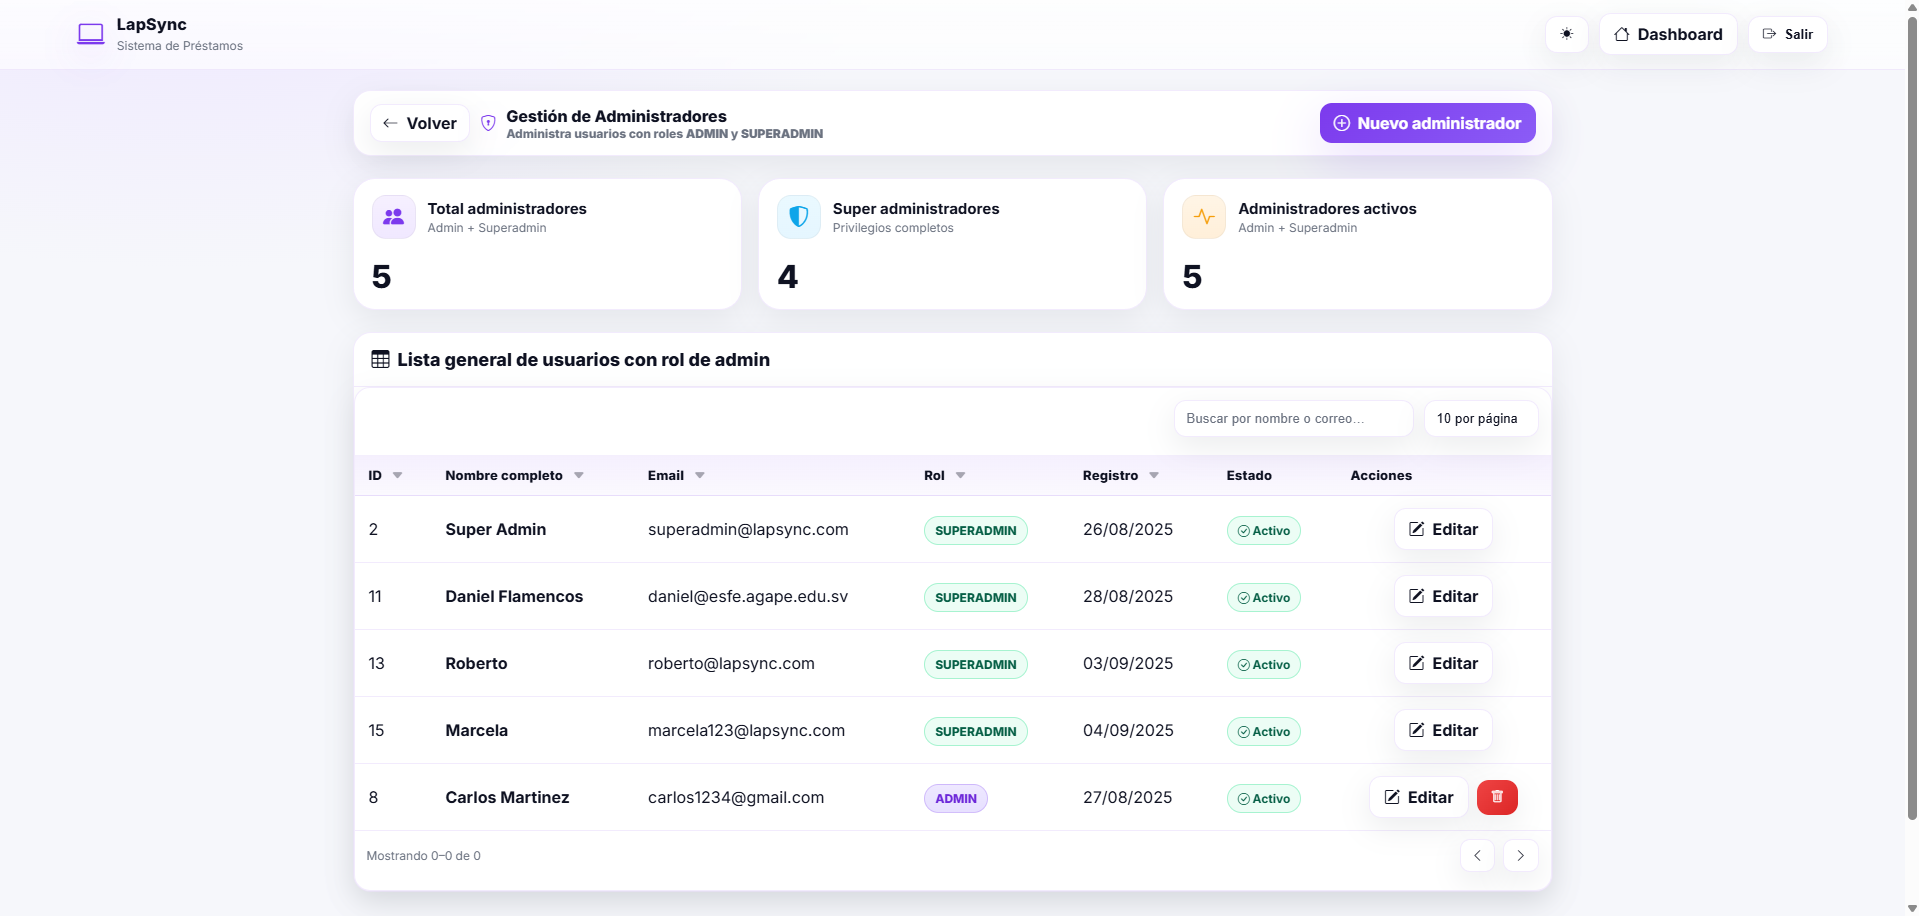 LapSync
Sistema de Préstamos
Dashboard
Salir
Volver
Gestión de Administradores
Administra usuarios con roles ADMIN y SUPERADMIN
Nuevo administrador
Total administradores
Admin + Superadmin
5
Super administradores
Privilegios completos
4
Administradores activos
Admin + Superadmin
5
Lista general de usuarios con rol de admin
Buscar por nombre o correo...
10 por página
ID Nombre completo Email Rol Registro Estado Acciones
2 Super Admin superadmin@lapsync.com SUPERADMIN 26/08/2025 Activo Editar
11 Daniel Flamencos daniel@esfe.agape.edu.sv SUPERADMIN 28/08/2025 Activo Editar
13 Roberto roberto@lapsync.com SUPERADMIN 03/09/2025 Activo Editar
15 Marcela marcela123@lapsync.com SUPERADMIN 04/09/2025 Activo Editar
8 Carlos Martinez carlos1234@gmail.com ADMIN 27/08/2025 Activo Editar
Mostrando 0–0 de 0